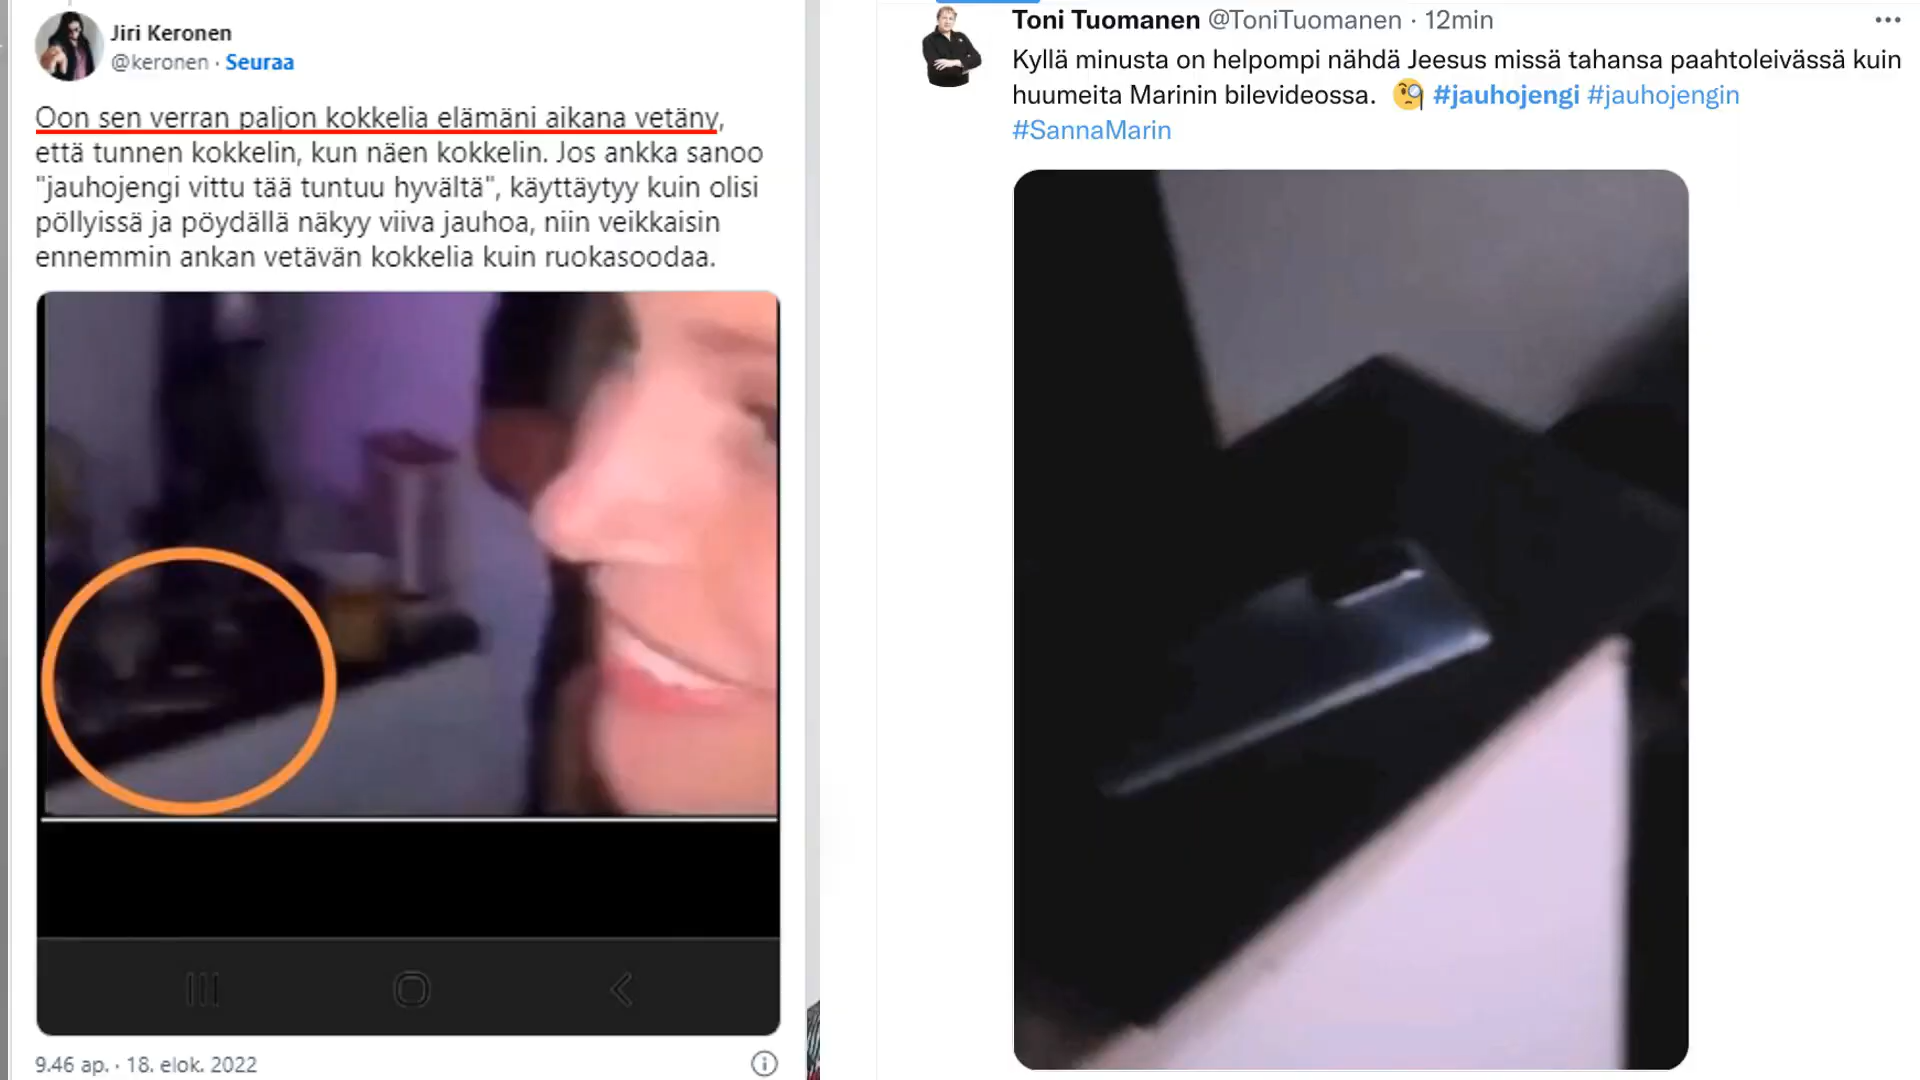 Jiri Keronen
@keronen · Seuraa
Oon sen verran paljon kokkelia elämäni aikana vetäny,
että tunnen kokkelin, kun näen kokkelin. Jos ankka sanoo
"jauhojengi vittu tää tuntuu hyvältä", käyttäytyy kuin olisi
pöllyissä ja pöydällä näkyy viiva jauhoa, niin veikkaisin
ennemmin ankan vetävän kokkelia kuin ruokasoodaa.
9.46 ap. · 18. elok. 2022
Toni Tuomanen @ToniTuomanen · 12min
Kyllä minusta on helpompi nähdä Jeesus missä tahansa paahtoleivässä kuin
huumeita Marinin bilevideossa. 🧐 #jauhojengi #jauhojengin
#SannaMarin